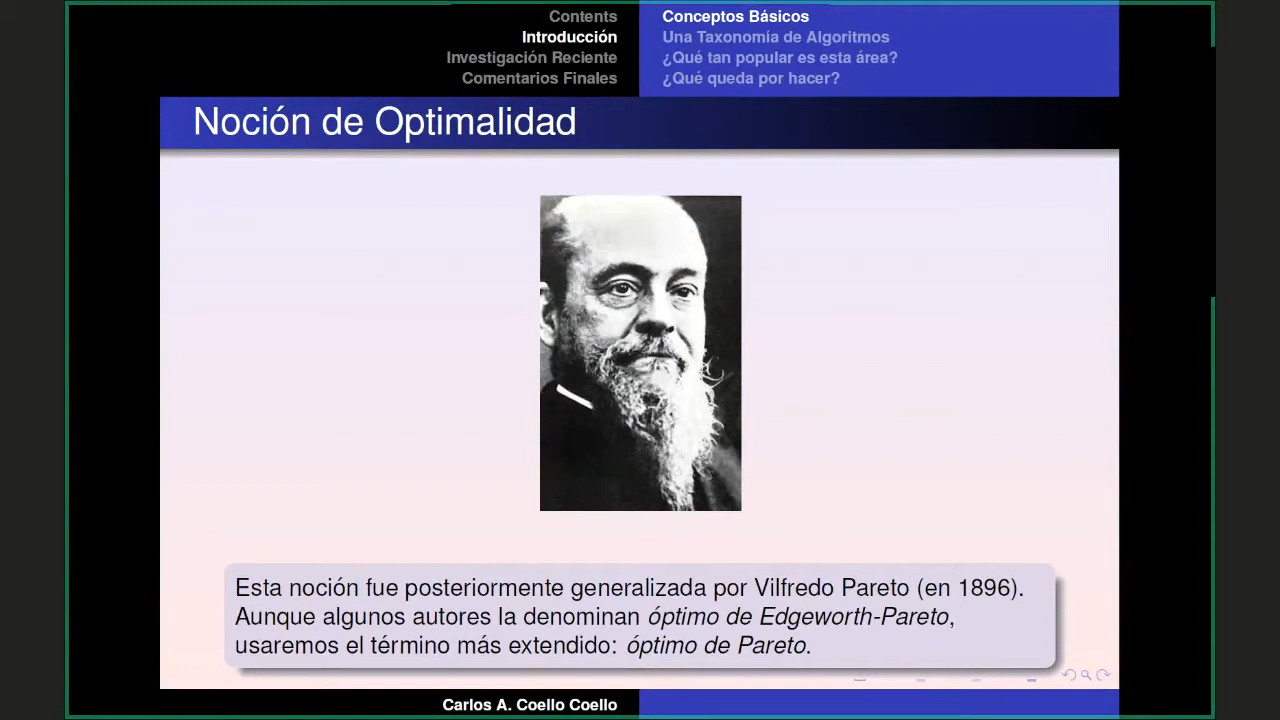 Contents
Introducción
Investigación Reciente
Comentarios Finales
Conceptos Básicos
Una Taxonomía de Algoritmos
¿Qué tan popular es esta área?
¿Qué queda por hacer?
Noción de Optimalidad
Esta noción fue posteriormente generalizada por Vilfredo Pareto (en 1896).
Aunque algunos autores la denominan óptimo de Edgeworth-Pareto,
usaremos el término más extendido: óptimo de Pareto.
Carlos A. Coello Coello